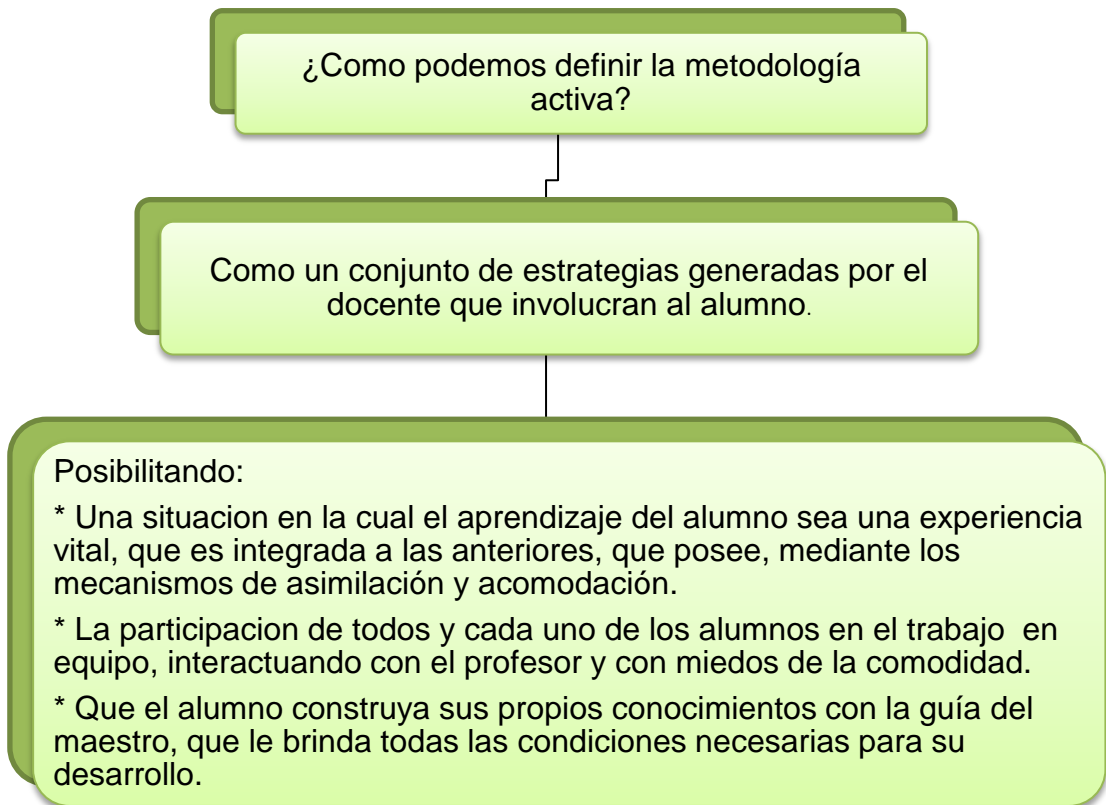 ¿Como podemos definir la metodología
activa?
Como un conjunto de estrategias generadas por el
docente que involucran al alumno.
Posibilitando:
* Una situacion en la cual el aprendizaje del alumno sea una experiencia
vital, que es integrada a las anteriores, que posee, mediante los
mecanismos de asimilación y acomodación.
* La participacion de todos y cada uno de los alumnos en el trabajo  en
equipo, interactuando con el profesor y con miedos de la comodidad.
* Que el alumno construya sus propios conocimientos con la guía del
maestro, que le brinda todas las condiciones necesarias para su
desarrollo.